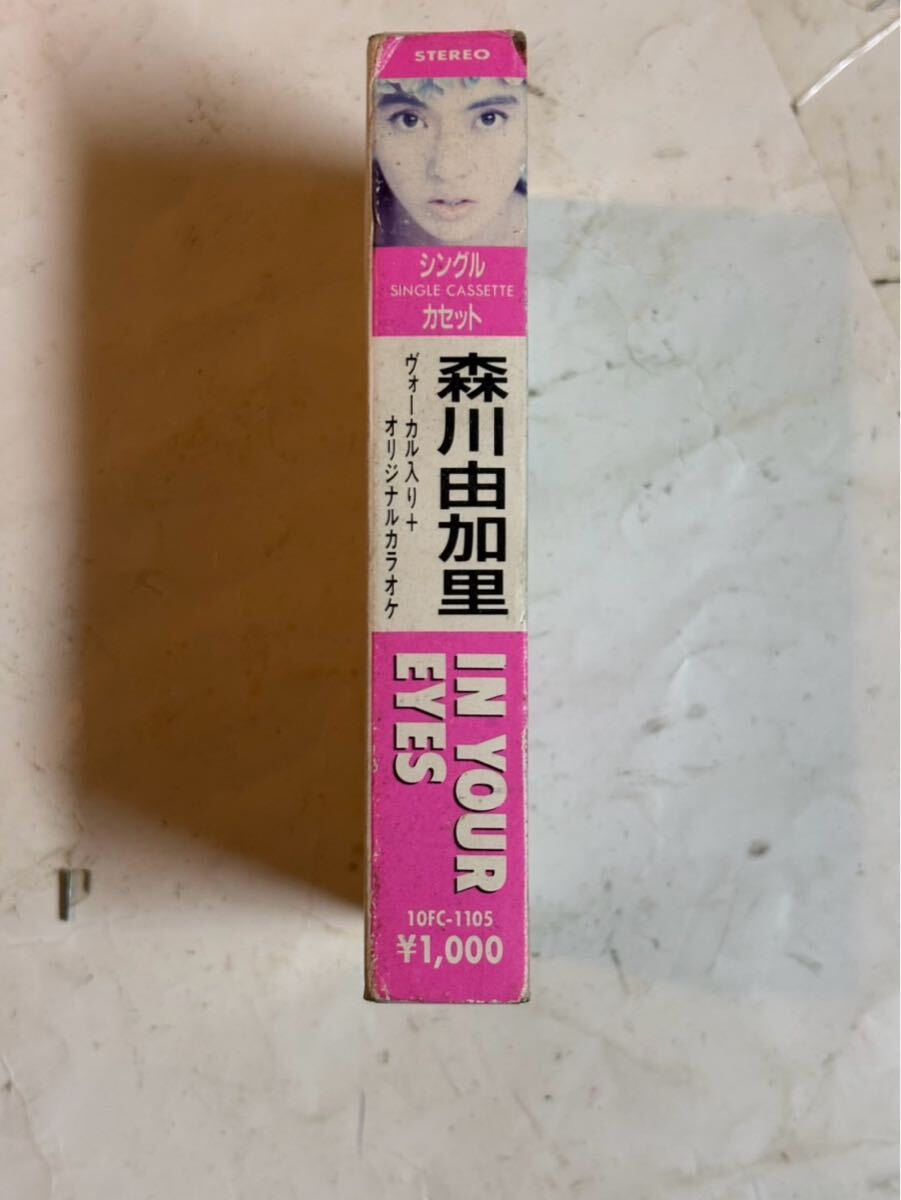 STEREO
シングル
SINGLE CASSETTE
カセット
森川由加里
ヴォーカル入り+
オリジナルカラオケ
IN YOUR
EYES
10FC-1105
¥1,000